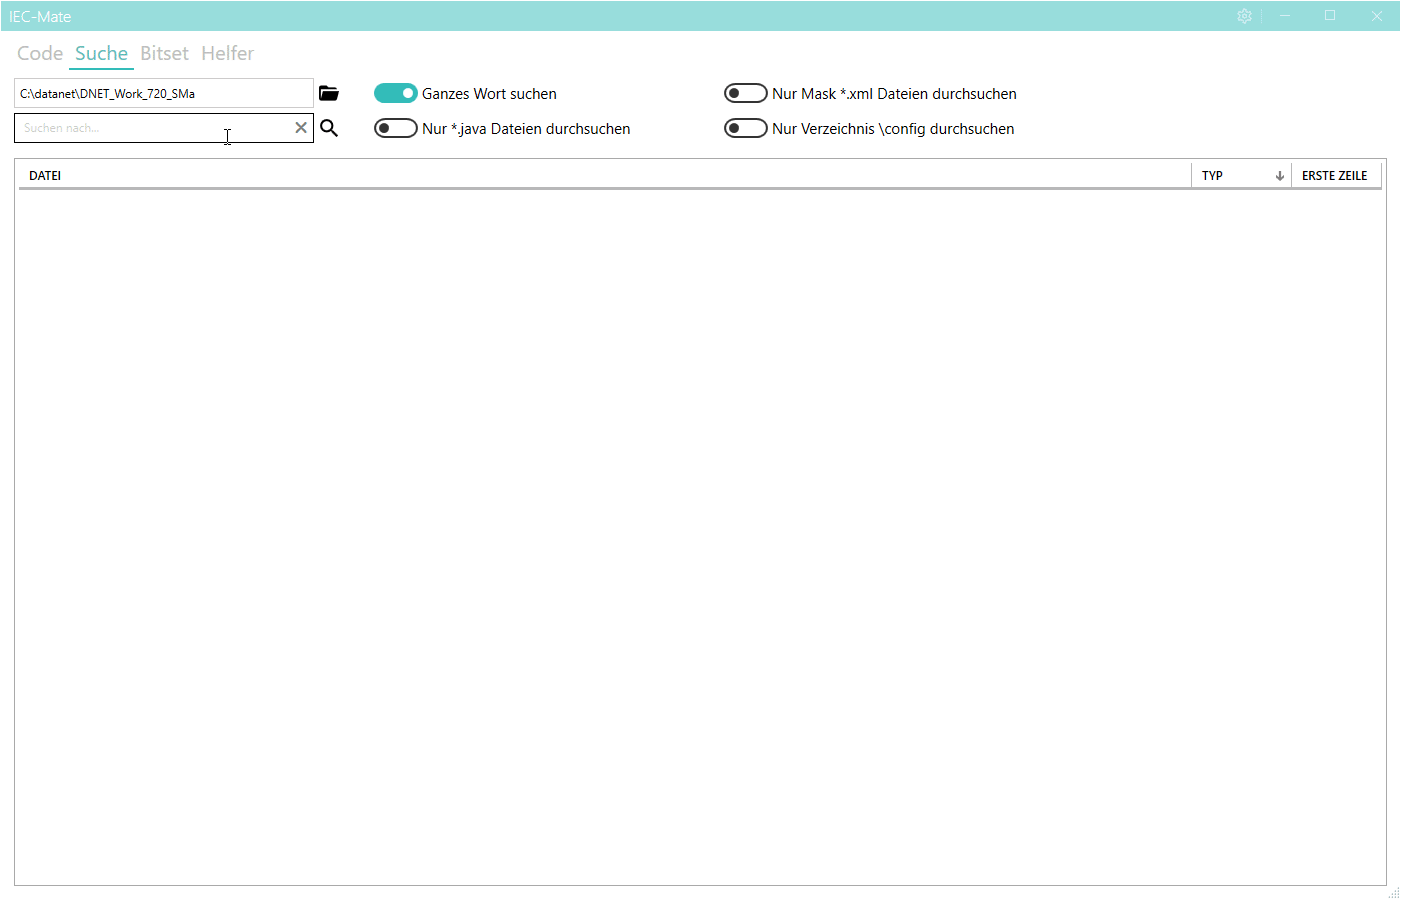 IEC-Mate
Code Suche Bitset Helfer
C:\datanet\DNET_Work_720_SMa
Ganzes Wort suchen
Nur Mask *.xml Dateien durchsuchen
Suchen nach...
Nur *.java Dateien durchsuchen
Nur Verzeichnis \config durchsuchen
DATEI TYP ERSTE ZEILE